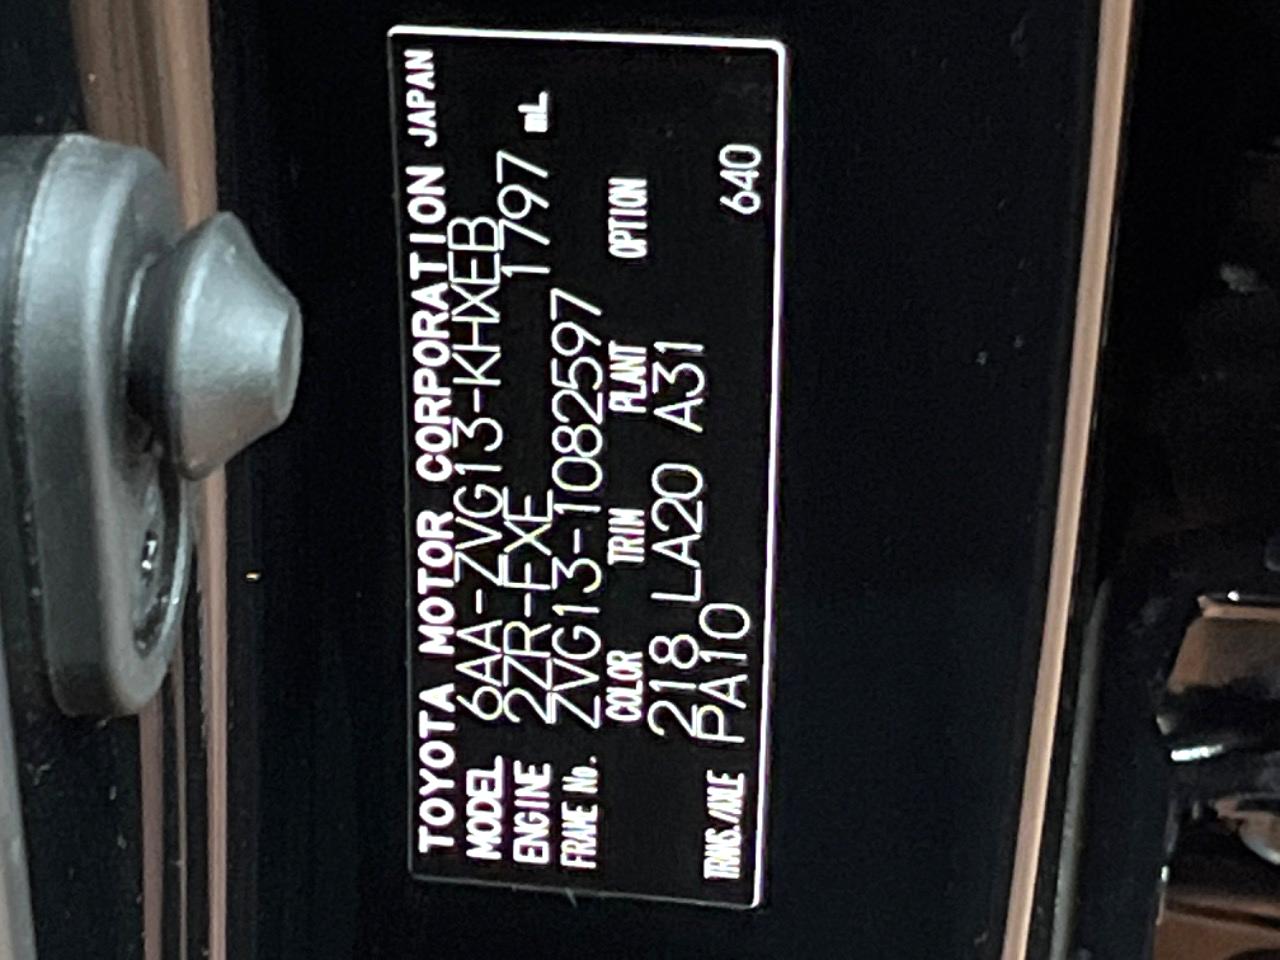 TOYOTA MOTOR CORPORATION JAPAN
MODEL 6AA-ZVG13-KHXEB
ENGINE 2ZR-FXE 1797 mL
FRAME No. ZVG13-1082597
COLOR TRIM PLANT OPTION
218 LA20 A31
TRANS./AXLE PA10 640